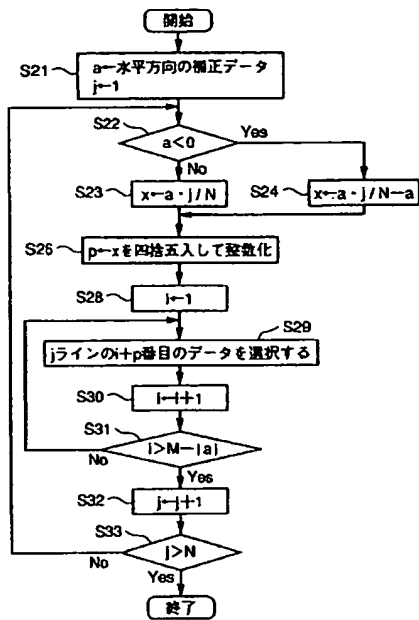 開始
S21
a←水平方向の補正データ
j←1
S22
a<0
Yes
No
S23
x←a・j/N
S24
x←a・j/N−a
S26
p←xを四捨五入して整数化
S28
i←1
S29
jラインのi+p番目のデータを選択する
S30
i←i+1
S31
i>M−|a|
No
Yes
S32
j←j+1
S33
j>N
No
Yes
終了